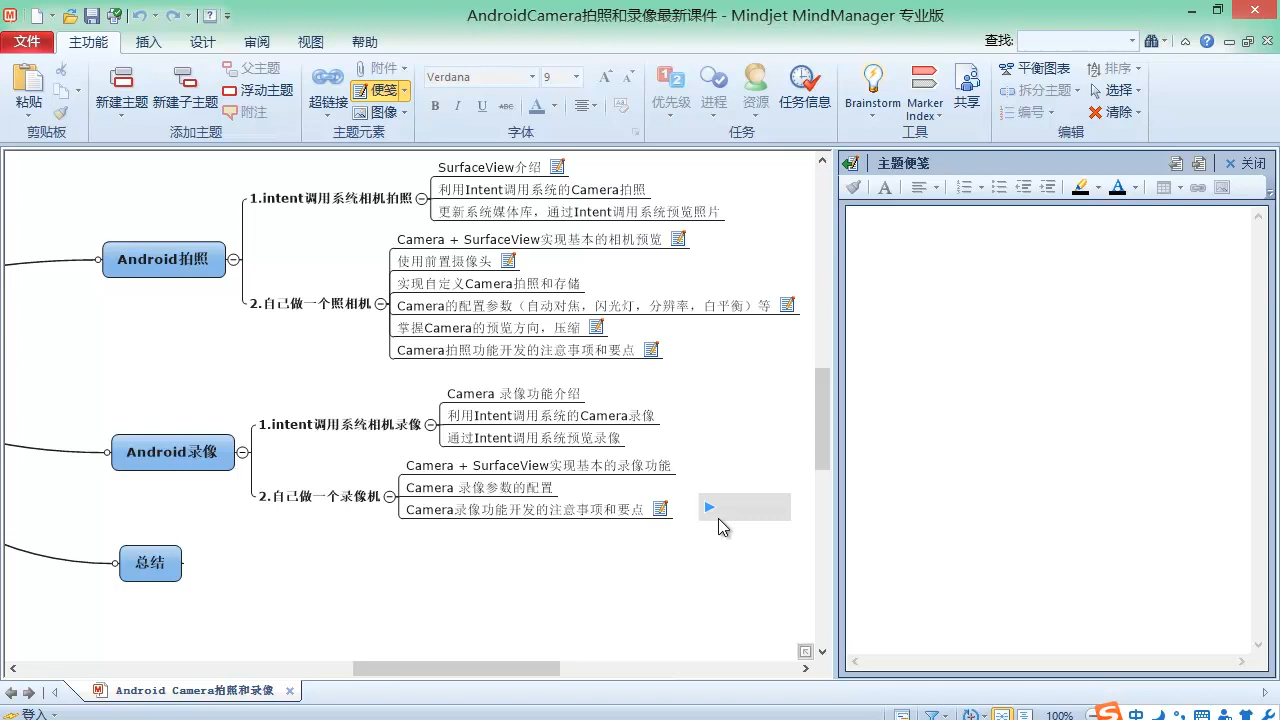 AndroidCamera拍照和录像最新课件 - Mindjet MindManager 专业版
文件 主功能 插入 设计 审阅 视图 帮助 查找:
粘贴 新建主题 新建子主题 父主题 浮动主题 附注 超链接 附件 便笺 图像
Verdana 9
B I U ABC A
优先级 进程 资源 任务信息 Brainstorm Marker Index 共享
平衡图表 排序 拆分主题 选择 编号 清除
剪贴板 添加主题 主题元素 字体 任务 工具 编辑
主题便笺 关闭
Android拍照
1.intent调用系统相机拍照
SurfaceView介绍
利用Intent调用系统的Camera拍照
更新系统媒体库，通过Intent调用系统预览照片
2.自己做一个照相机
Camera + SurfaceView实现基本的相机预览
使用前置摄像头
实现自定义Camera拍照和存储
Camera的配置参数（自动对焦，闪光灯，分辨率，白平衡）等
掌握Camera的预览方向，压缩
Camera拍照功能开发的注意事项和要点
Android录像
1.intent调用系统相机录像
Camera 录像功能介绍
利用Intent调用系统的Camera录像
通过Intent调用系统预览录像
2.自己做一个录像机
Camera + SurfaceView实现基本的录像功能
Camera 录像参数的配置
Camera录像功能开发的注意事项和要点
总结
Android Camera拍照和录像
登入 100% 中